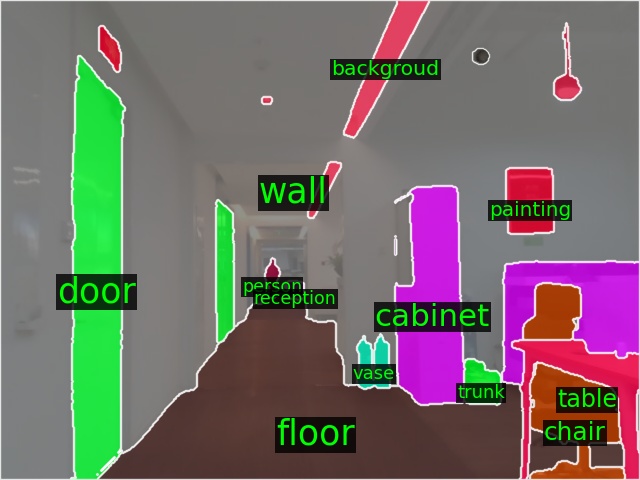 backgroud
wall
painting
door
person
reception
cabinet
vase
trunk
table
chair
floor